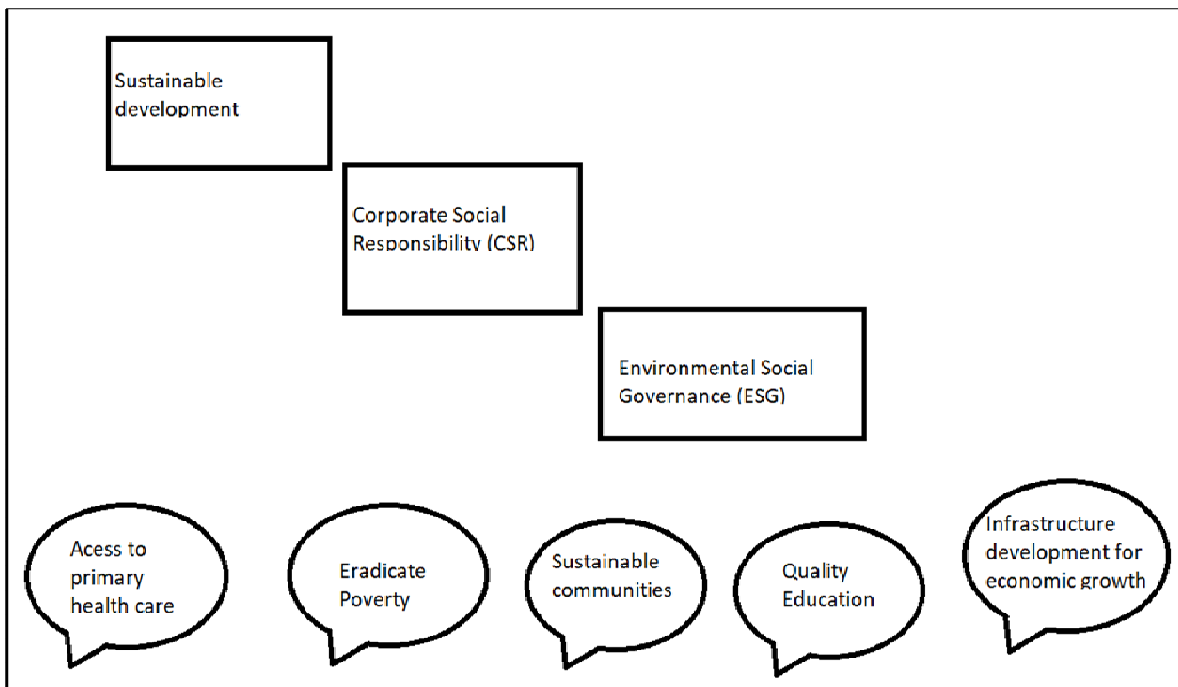 Sustainable
development
Corporate Social
Responsibility (CSR)
Environmental Social
Governance (ESG)
Acess to
primary
health care
Eradicate
Poverty
Sustainable
communities
Quality
Education
Infrastructure
development for
economic growth